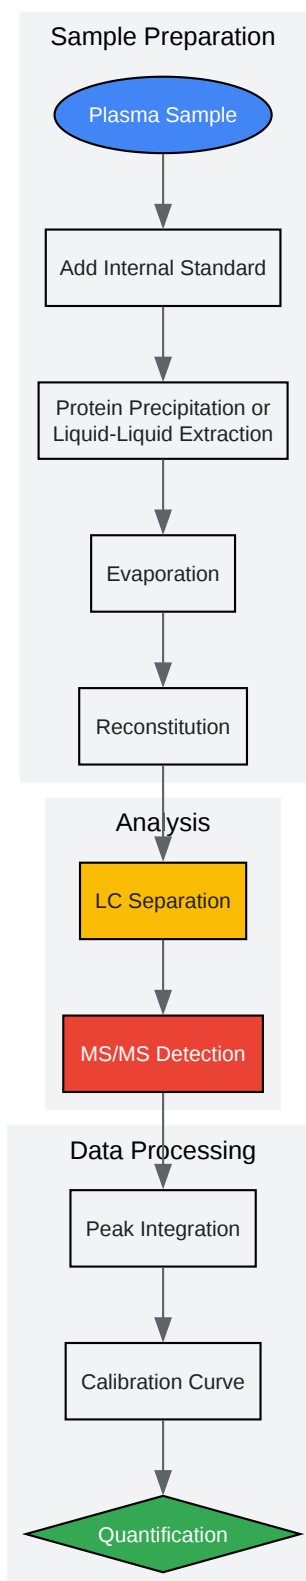 Sample Preparation
Plasma Sample
Add Internal Standard
Protein Precipitation or
Liquid-Liquid Extraction
Evaporation
Reconstitution
Analysis
LC Separation
MS/MS Detection
Data Processing
Peak Integration
Calibration Curve
Quantification